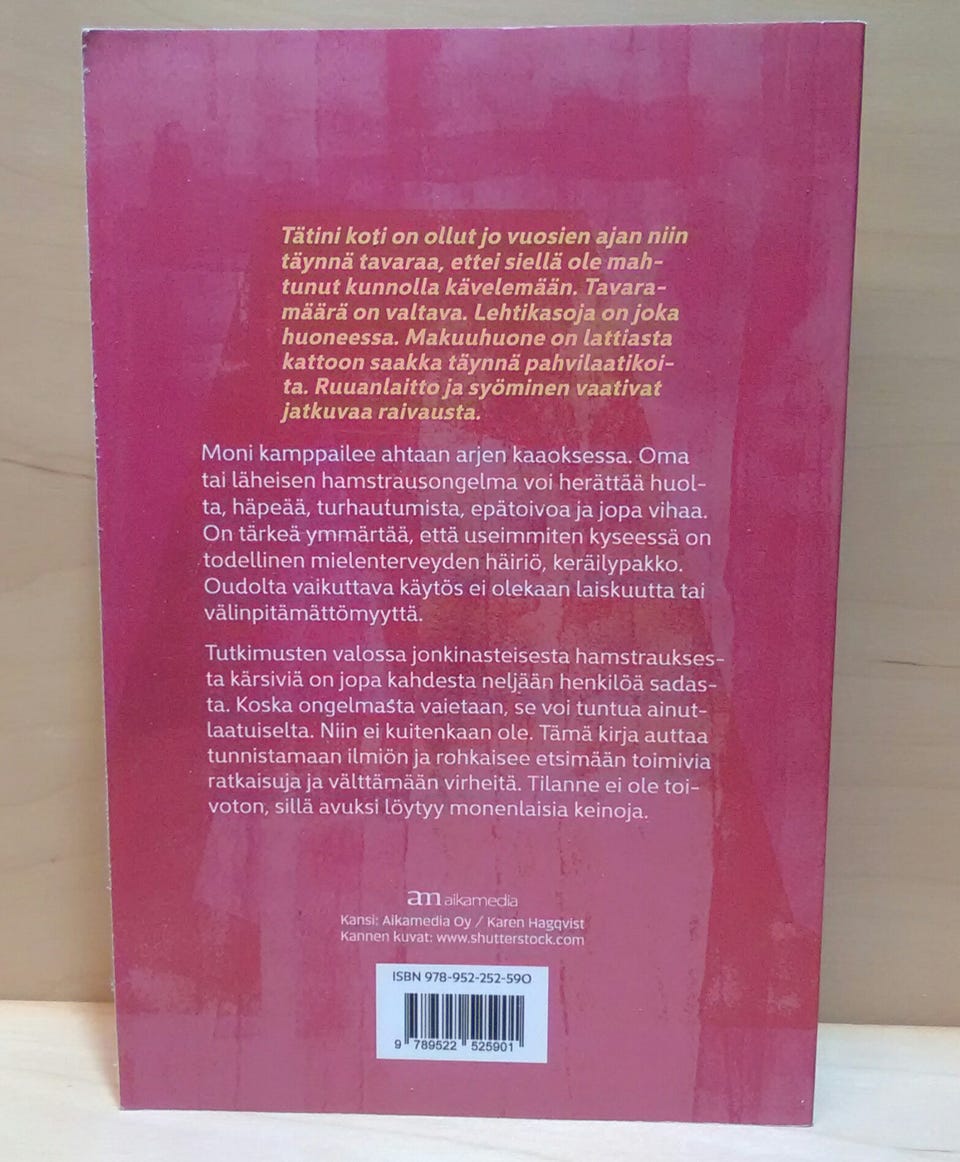 Tätini koti on ollut jo vuosien ajan niin
täynnä tavaraa, ettei siellä ole mah-
tunut kunnolla kävelemään. Tavara-
määrä on valtava. Lehtikasoja on joka
huoneessa. Makuuhuone on lattiasta
kattoon saakka täynnä pahvilaatikoi-
ta. Ruuanlaitto ja syöminen vaativat
jatkuvaa raivausta.
Moni kamppailee ahtaan arjen kaaoksessa. Oma
tai läheisen hamstrausongelma voi herättää huol-
ta, häpeää, turhautumista, epätoivoa ja jopa vihaa.
On tärkeä ymmärtää, että useimmiten kyseessä on
todellinen mielenterveyden häiriö, keräilypakko.
Oudolta vaikuttava käytös ei olekaan laiskuutta tai
välinpitämättömyyttä.
Tutkimusten valossa jonkinasteisesta hamstraukses-
ta kärsiviä on jopa kahdesta neljään henkilöä sadas-
ta. Koska ongelmasta vaietaan, se voi tuntua ainut-
laatuiselta. Niin ei kuitenkaan ole. Tämä kirja auttaa
tunnistamaan ilmiön ja rohkaisee etsimään toimivia
ratkaisuja ja välttämään virheitä. Tilanne ei ole toi-
voton, sillä avuksi löytyy monenlaisia keinoja.
am aikamedia
Kansi: Aikamedia Oy / Karen Hagqvist
Kannen kuvat: www.shutterstock.com
ISBN 978-952-252-590
9 789522 525901